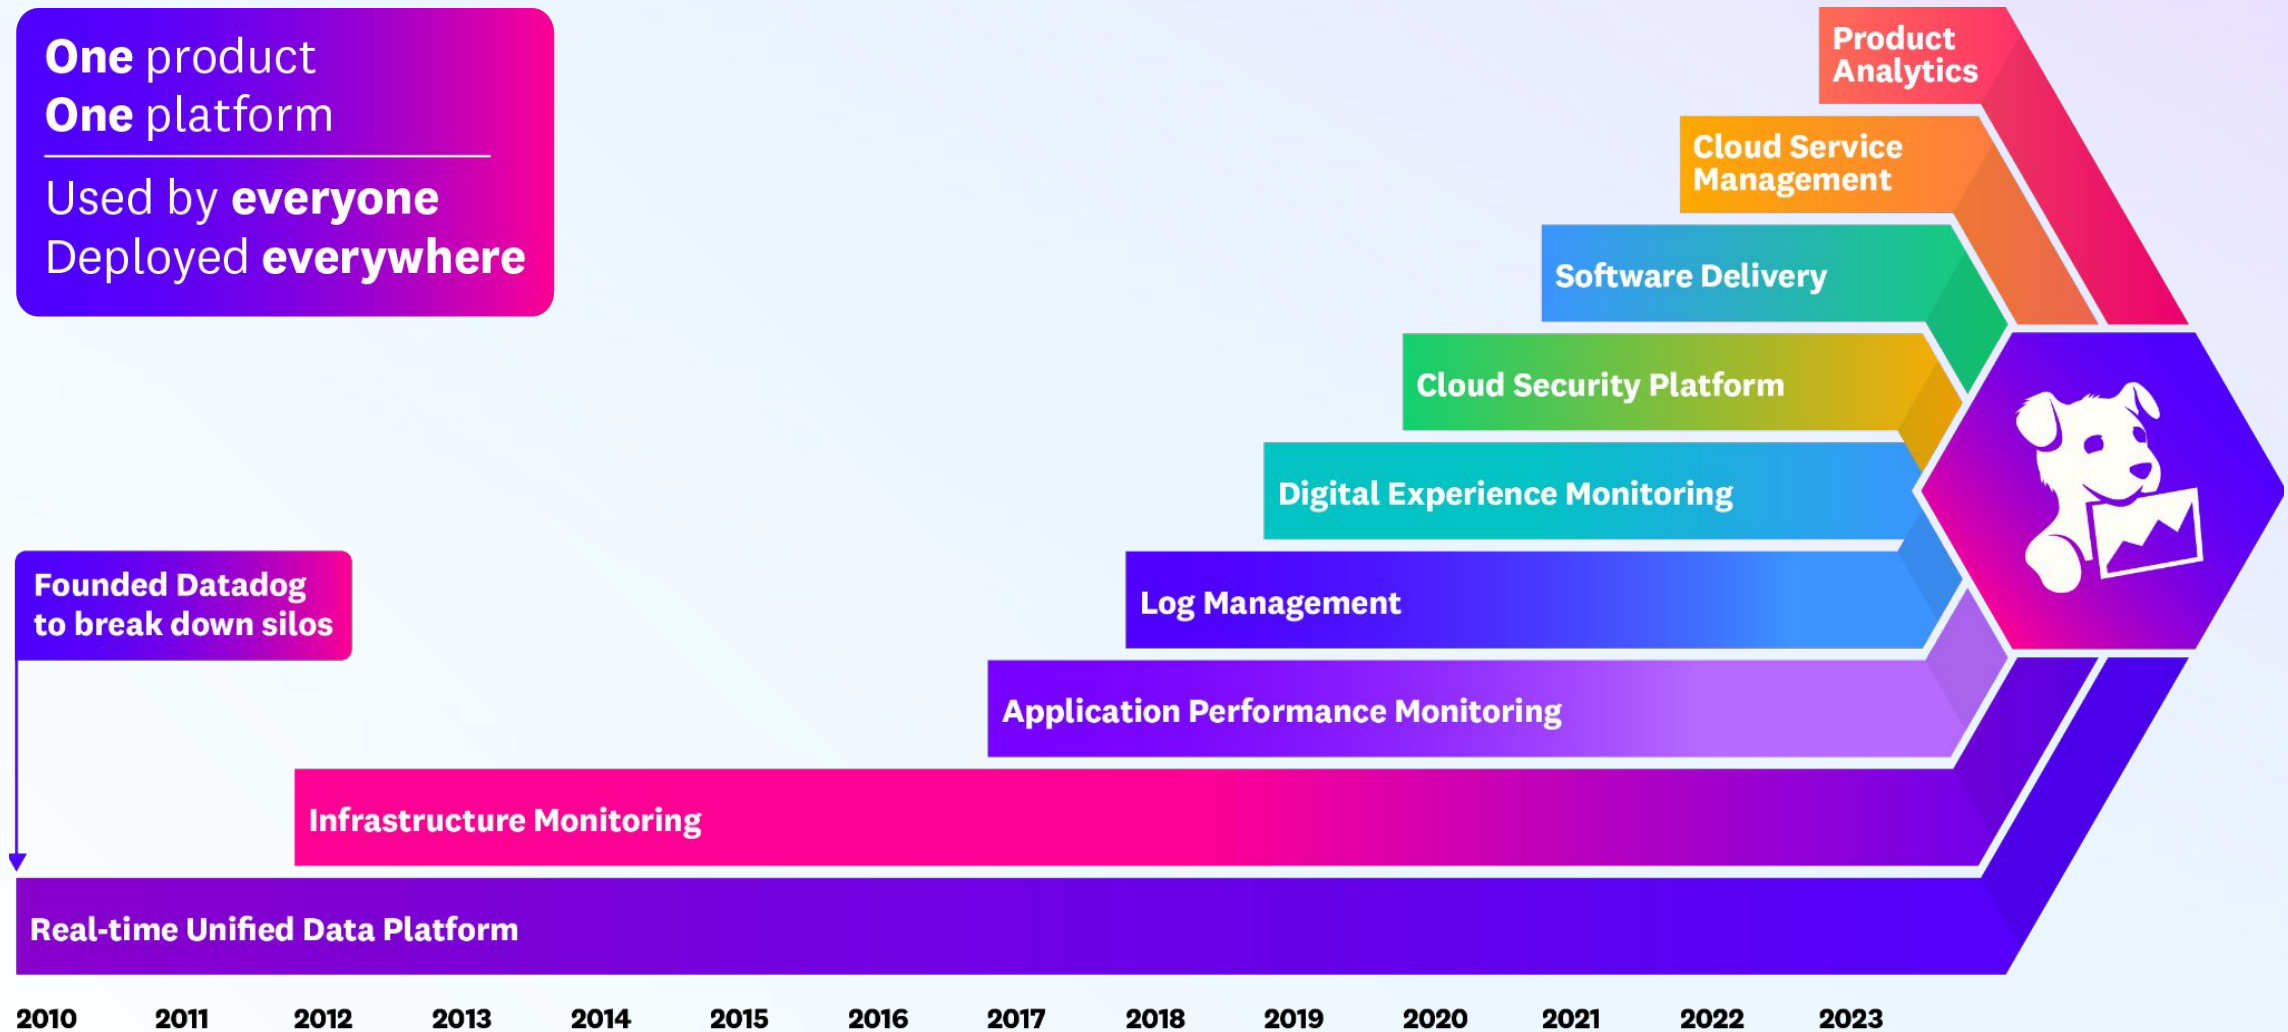 One product
One platform
Used by everyone
Deployed everywhere
Product
Analytics
Cloud Service
Management
Software Delivery
Cloud Security Platform
Digital Experience Monitoring
Founded Datadog
to break down silos
Log Management
Application Performance Monitoring
Infrastructure Monitoring
Real-time Unified Data Platform
2010 2011 2012 2013 2014 2015 2016 2017 2018 2019 2020 2021 2022 2023